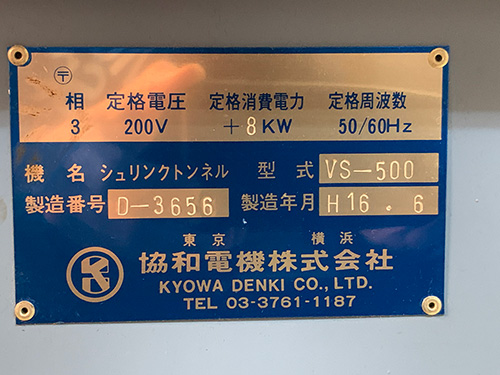 〒
相 定格電圧 定格消費電力 定格周波数
3 200V +8KW 50/60Hz
機名 シュリンクトンネル 型式 VS-500
製造番号 D-3656 製造年月 H16.6
東京 横浜
協和電機株式会社
KYOWA DENKI CO., LTD.
TEL 03-3761-1187